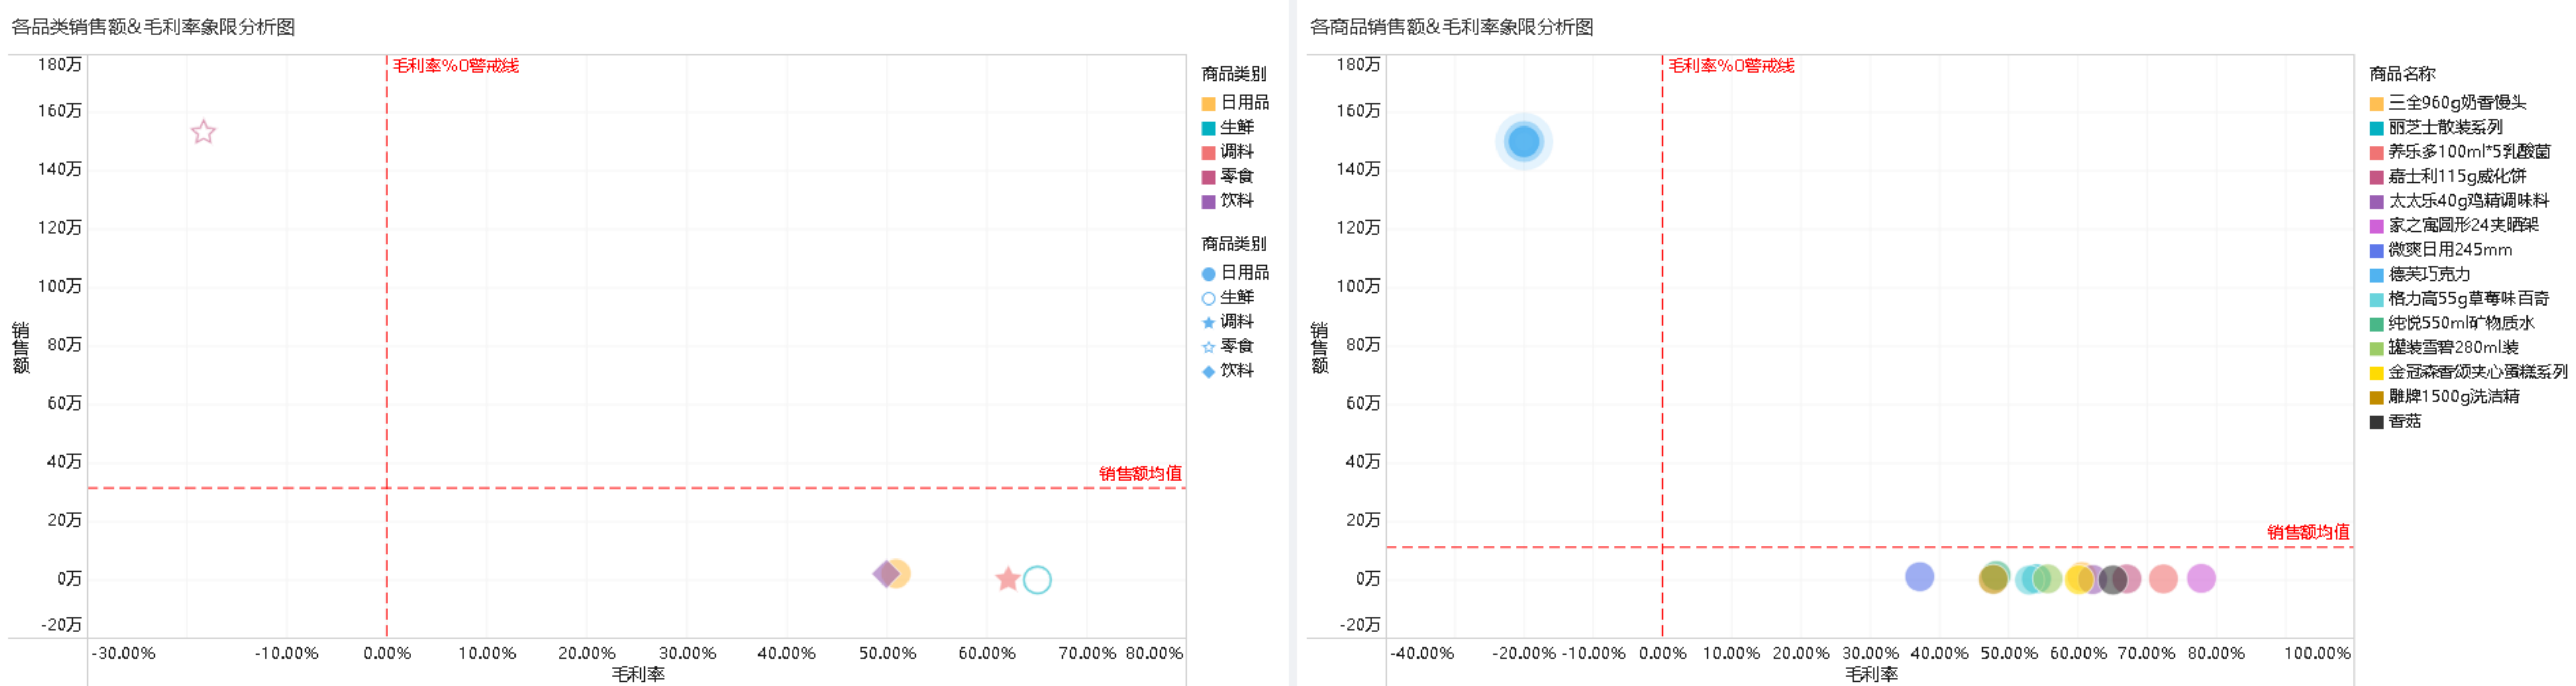 各品类销售额&毛利率象限分析图
180万
160万
140万
120万
100万
80万
60万
40万
20万
0万
-20万
销售额
毛利率%0警戒线
销售额均值
-30.00%
-10.00%
0.00%
10.00%
20.00%
30.00%
40.00%
50.00%
60.00%
70.00%
80.00%
毛利率
商品类别
日用品
生鲜
调料
零食
饮料
商品类别
日用品
生鲜
调料
零食
饮料
各商品销售额&毛利率象限分析图
180万
160万
140万
120万
100万
80万
60万
40万
20万
0万
-20万
销售额
毛利率%0警戒线
销售额均值
-40.00%
-20.00%
-10.00%
0.00%
10.00%
20.00%
30.00%
40.00%
50.00%
60.00%
70.00%
80.00%
100.00%
毛利率
商品名称
三全960g奶香馒头
丽芝士散装系列
养乐多100ml*5乳酸菌
嘉士利115g威化饼
太太乐40g鸡精调味料
家之寓圆形24夹晒架
微爽日用245mm
德芙巧克力
格力高55g草莓味百奇
纯悦550ml矿物质水
罐装雪碧280ml装
金冠森香颂夹心蛋糕系列
雕牌1500g洗洁精
香菇